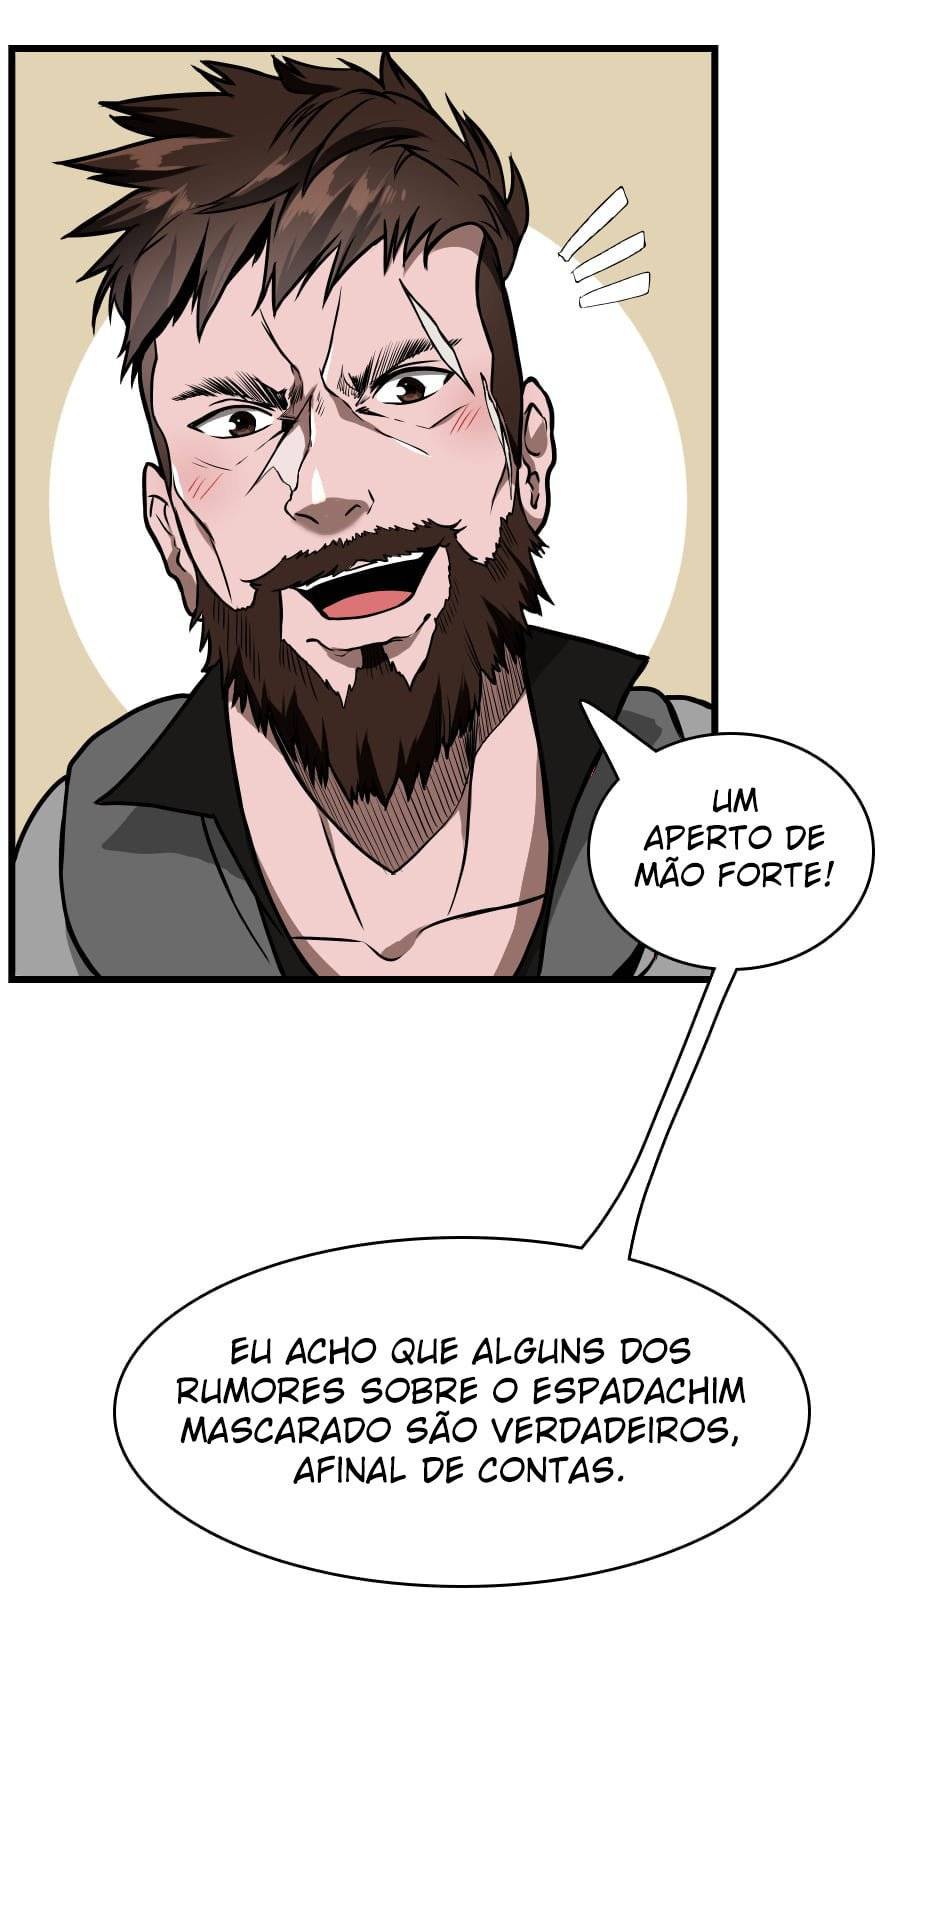 UM
APERTO DE
MÃO FORTE!
EU ACHO QUE ALGUNS DOS
RUMORES SOBRE O ESPADACHIM
MASCARADO SÃO VERDADEIROS,
AFINAL DE CONTAS.